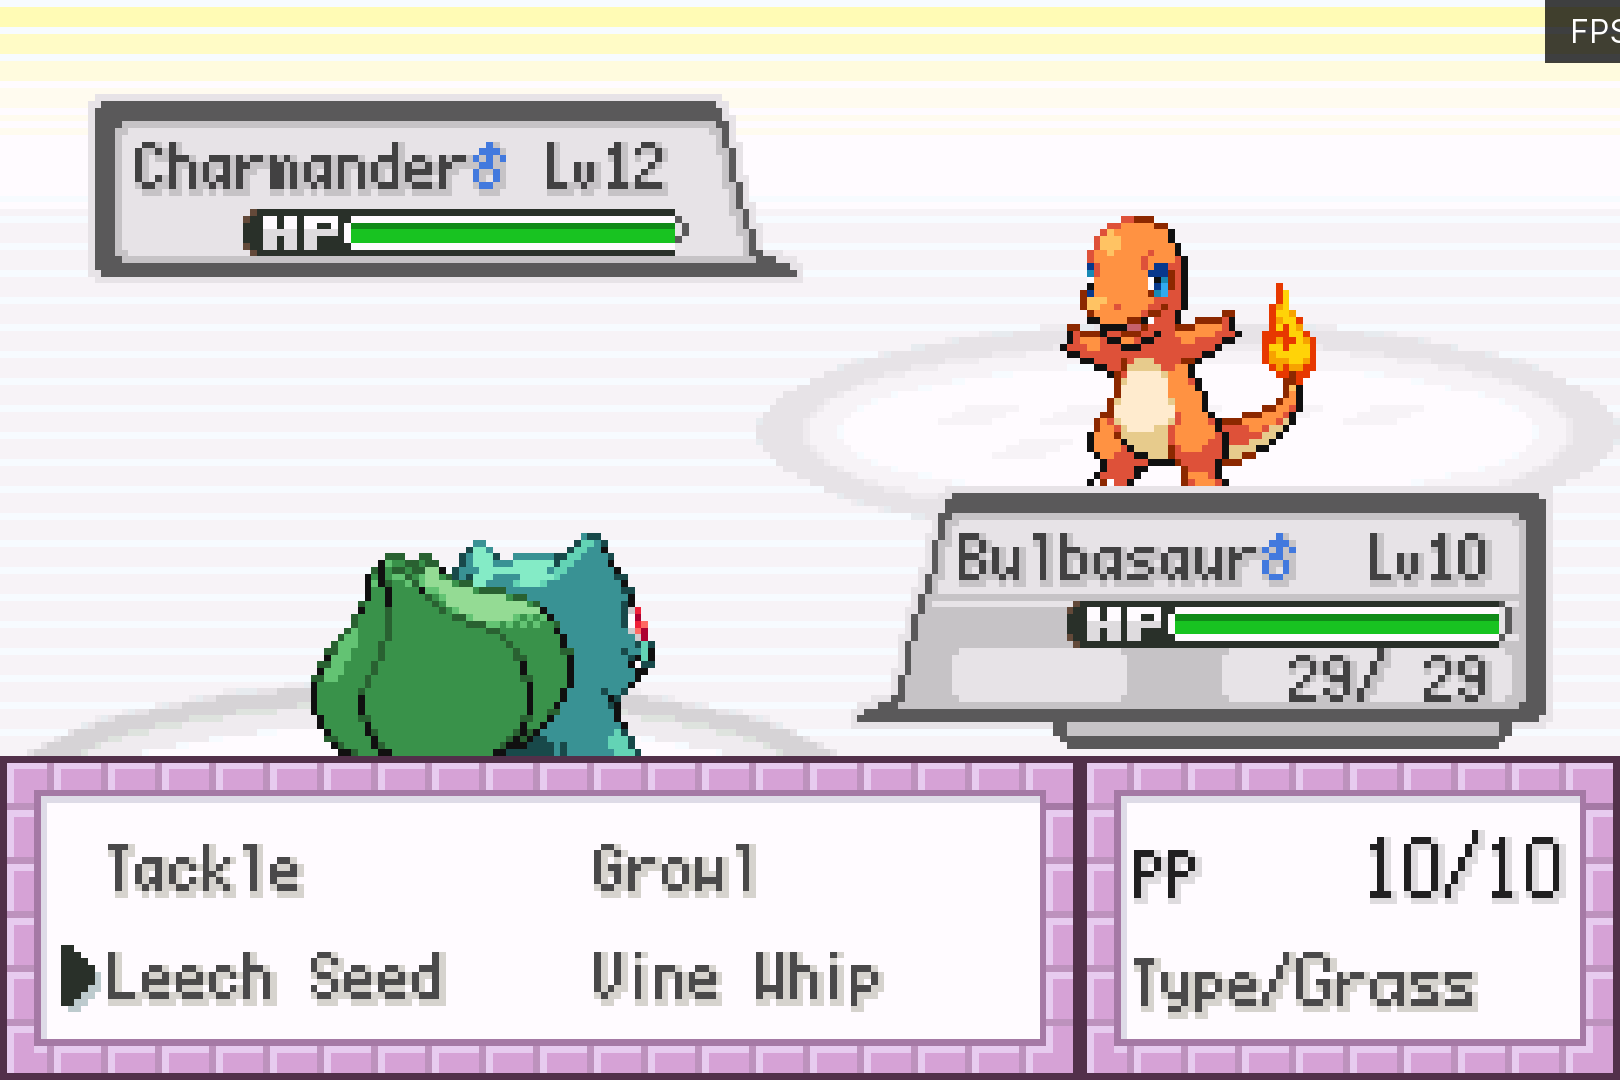 FPS
Charmander♂ Lv12
HP
Bulbasaur♂ Lv10
HP
29/ 29
Tackle Growl
PP 10/10
Leech Seed Vine Whip
Type/Grass